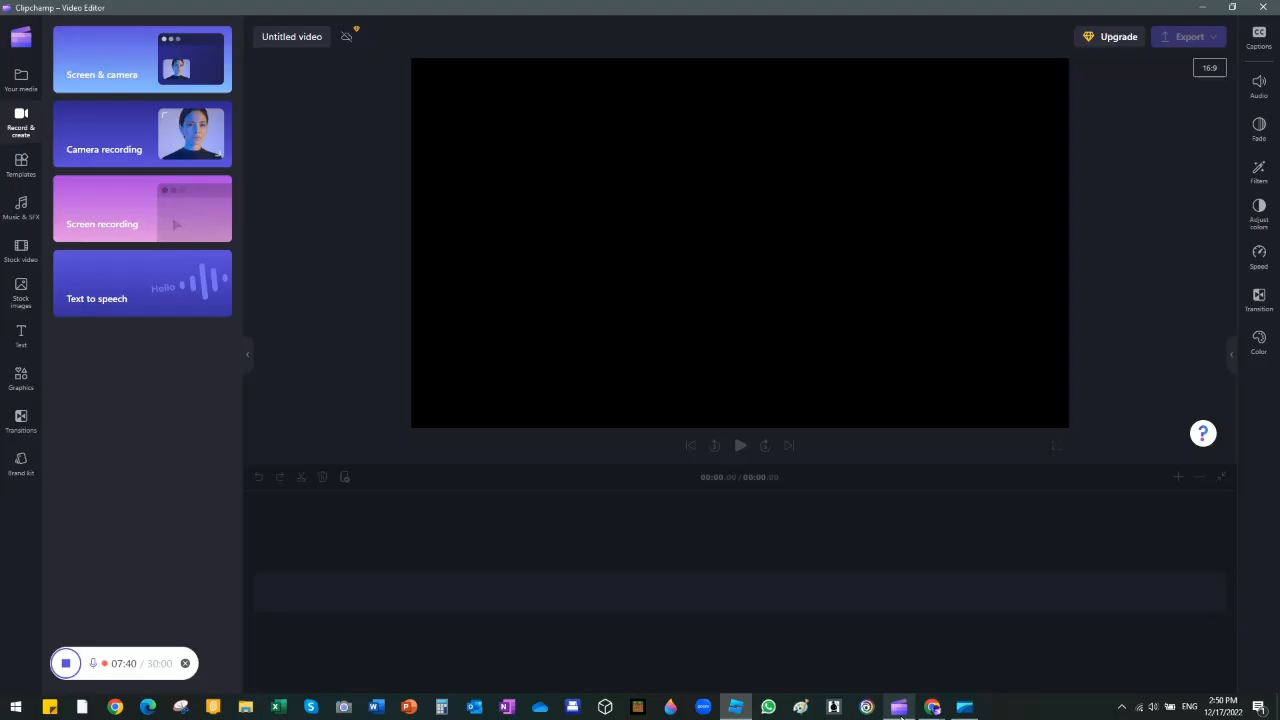 Clipchamp – Video Editor
Your media
Record &
create
Templates
Music & SFX
Stock video
Stock
images
Text
Graphics
Transitions
Brand kit
Screen & camera
Camera recording
Screen recording
Hello
Text to speech
07:40 / 30:00
Untitled video
Upgrade
Export
16:9
?
00:00.00 / 00:00.00
CC
Captions
Audio
Fade
Filters
Adjust
colors
Speed
Transition
Color
zoom
ENG
2:50 PM
12/17/2022